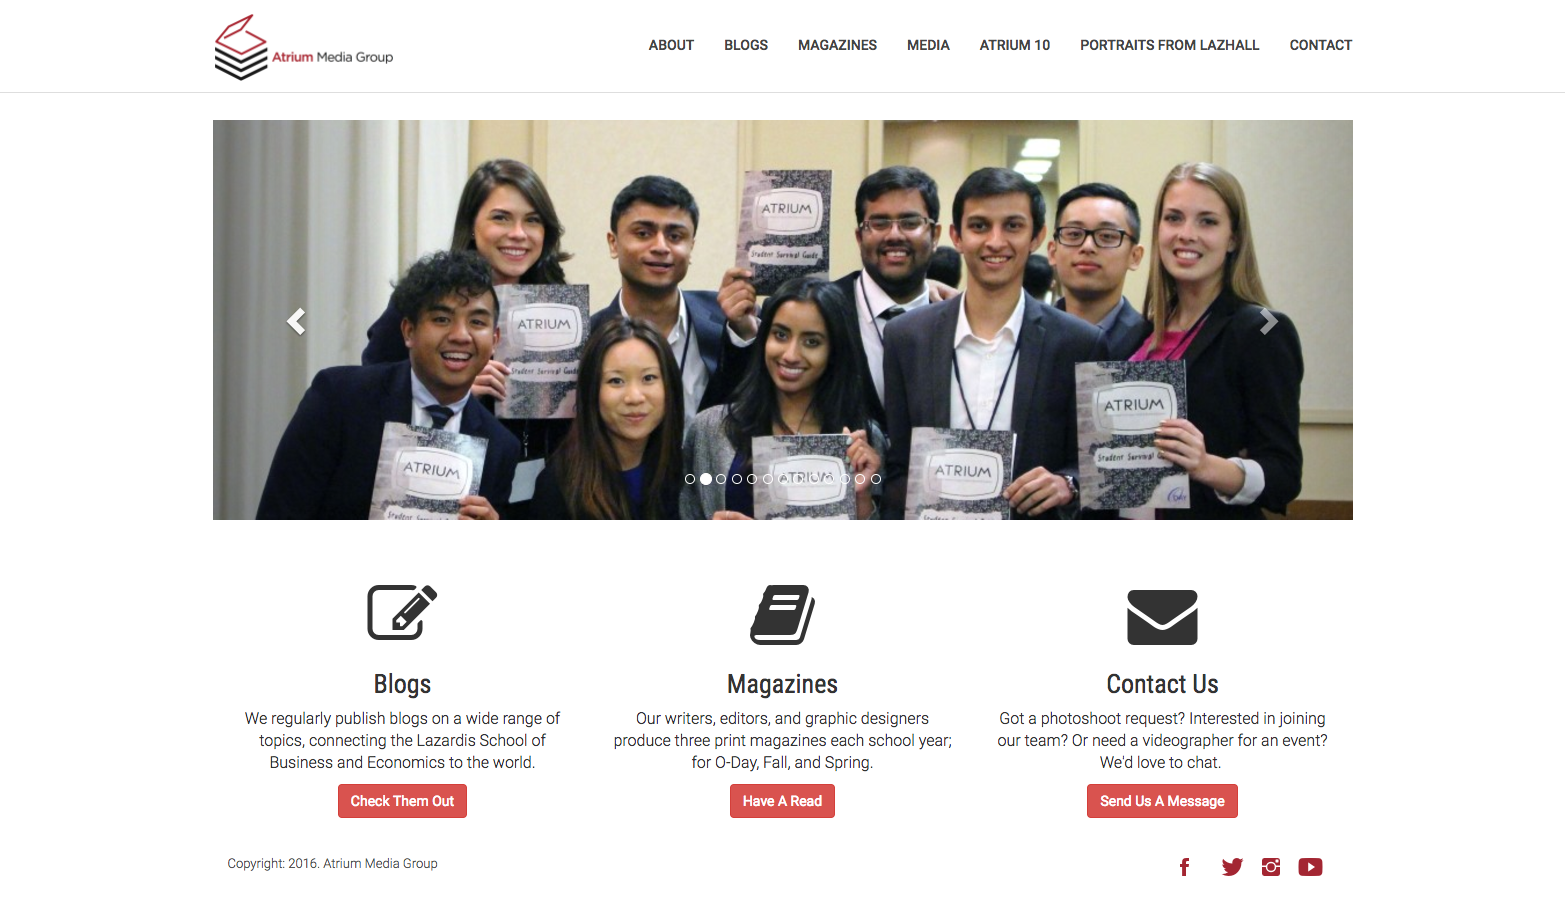 Atrium Media Group
ABOUT BLOGS MAGAZINES MEDIA ATRIUM 10 PORTRAITS FROM LAZHALL CONTACT
ATRIUM
Student Survival Guide
ATRIUM
Student Survival Guide
ATRIUM
Student Survival Guide
ATRIUM
Student Survival Guide
ATRIUM
ATRIUM
Blogs
We regularly publish blogs on a wide range of
topics, connecting the Lazardis School of
Business and Economics to the world.
Check Them Out
Magazines
Our writers, editors, and graphic designers
produce three print magazines each school year;
for O-Day, Fall, and Spring.
Have A Read
Contact Us
Got a photoshoot request? Interested in joining
our team? Or need a videographer for an event?
We'd love to chat.
Send Us A Message
Copyright: 2016. Atrium Media Group